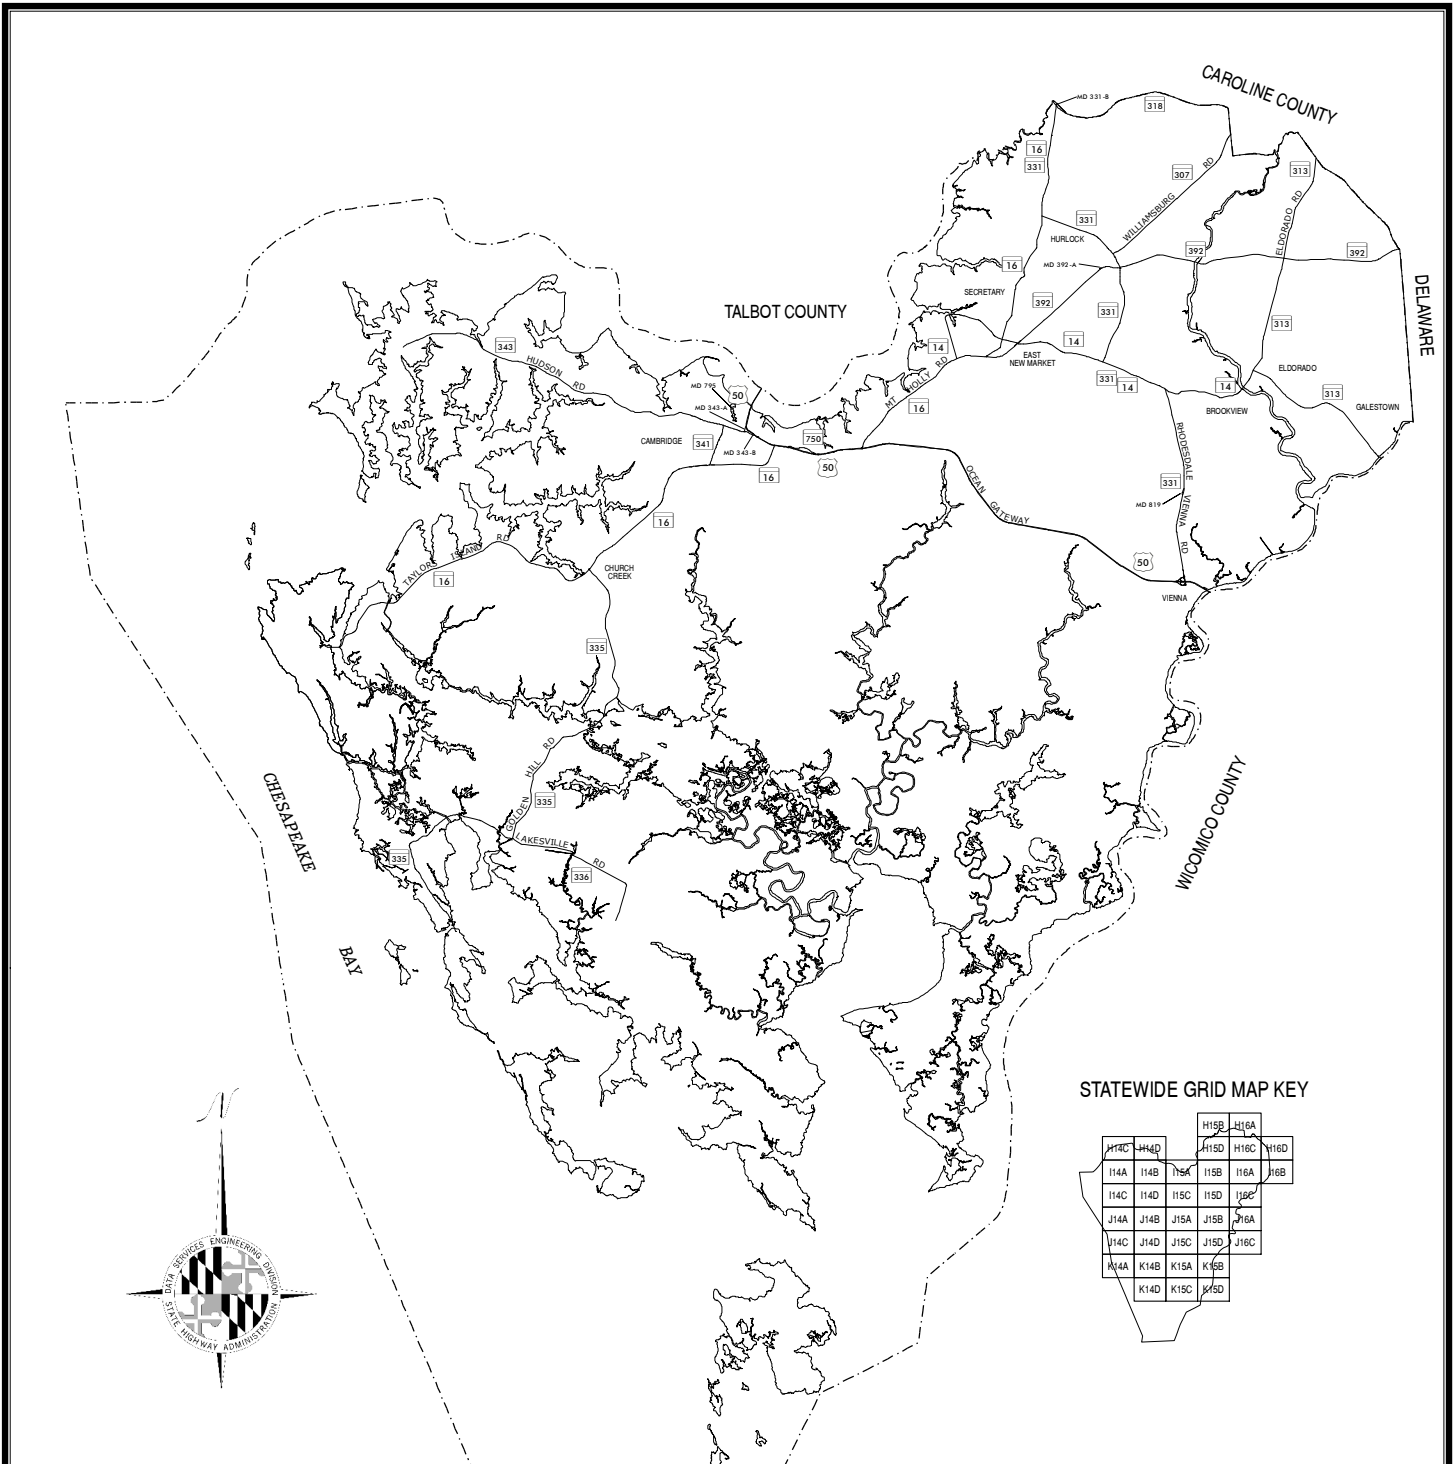 CAROLINE COUNTY
MD 331-B
318
16
331
307
WILLIAMSBURG RD
313
ELDORADO RD
331
HURLOCK
392
392
MD 392-A
16
SECRETARY
392
331
313
DELAWARE
TALBOT COUNTY
14
14
EAST
NEW MARKET
MT HOLLY RD
331
14
14
ELDORADO
313
BROOKVIEW
GALESTOWN
16
343
HUDSON RD
MD 795
50
MD 343-A
CAMBRIDGE
341
MD 343-B
750
50
16
16
OCEAN GATEWAY
RHODESDALE VIENNA RD
331
MD 819
50
VIENNA
TAYLORS ISLAND RD
16
CHURCH
CREEK
335
GOLDEN HILL RD
335
LAKESVILLE RD
336
335
CHESAPEAKE
BAY
WICOMICO COUNTY
STATEWIDE GRID MAP KEY
H15B H16A
H14C H14D H15D H16C H16D
I14A I14B I15A I15B I16A I16B
I14C I14D I15C I15D I16C
J14A J14B J15A J15B J16A
J14C J14D J15C J15D J16C
K14A K14B K15A K15B
K14D K15C K15D
DATA SERVICES ENGINEERING DIVISION
STATE HIGHWAY ADMINISTRATION